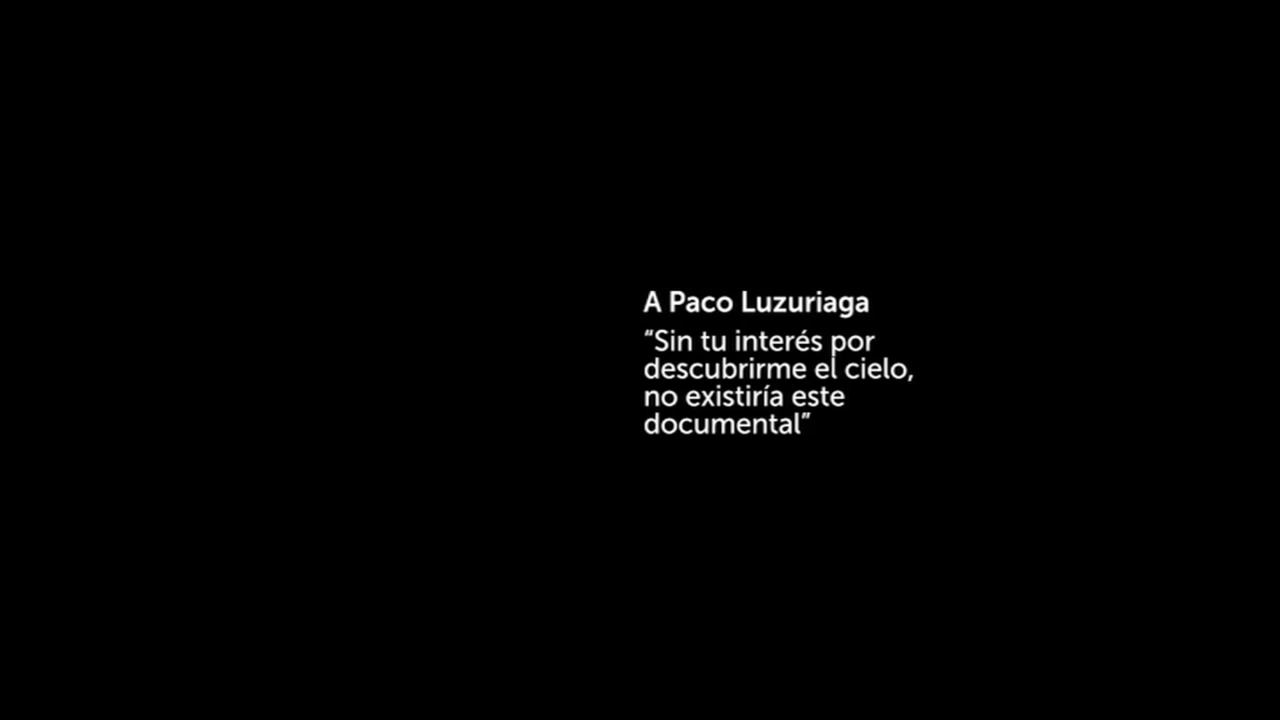 A Paco Luzuriaga
“Sin tu interés por
descubrirme el cielo,
no existiría este
documental”